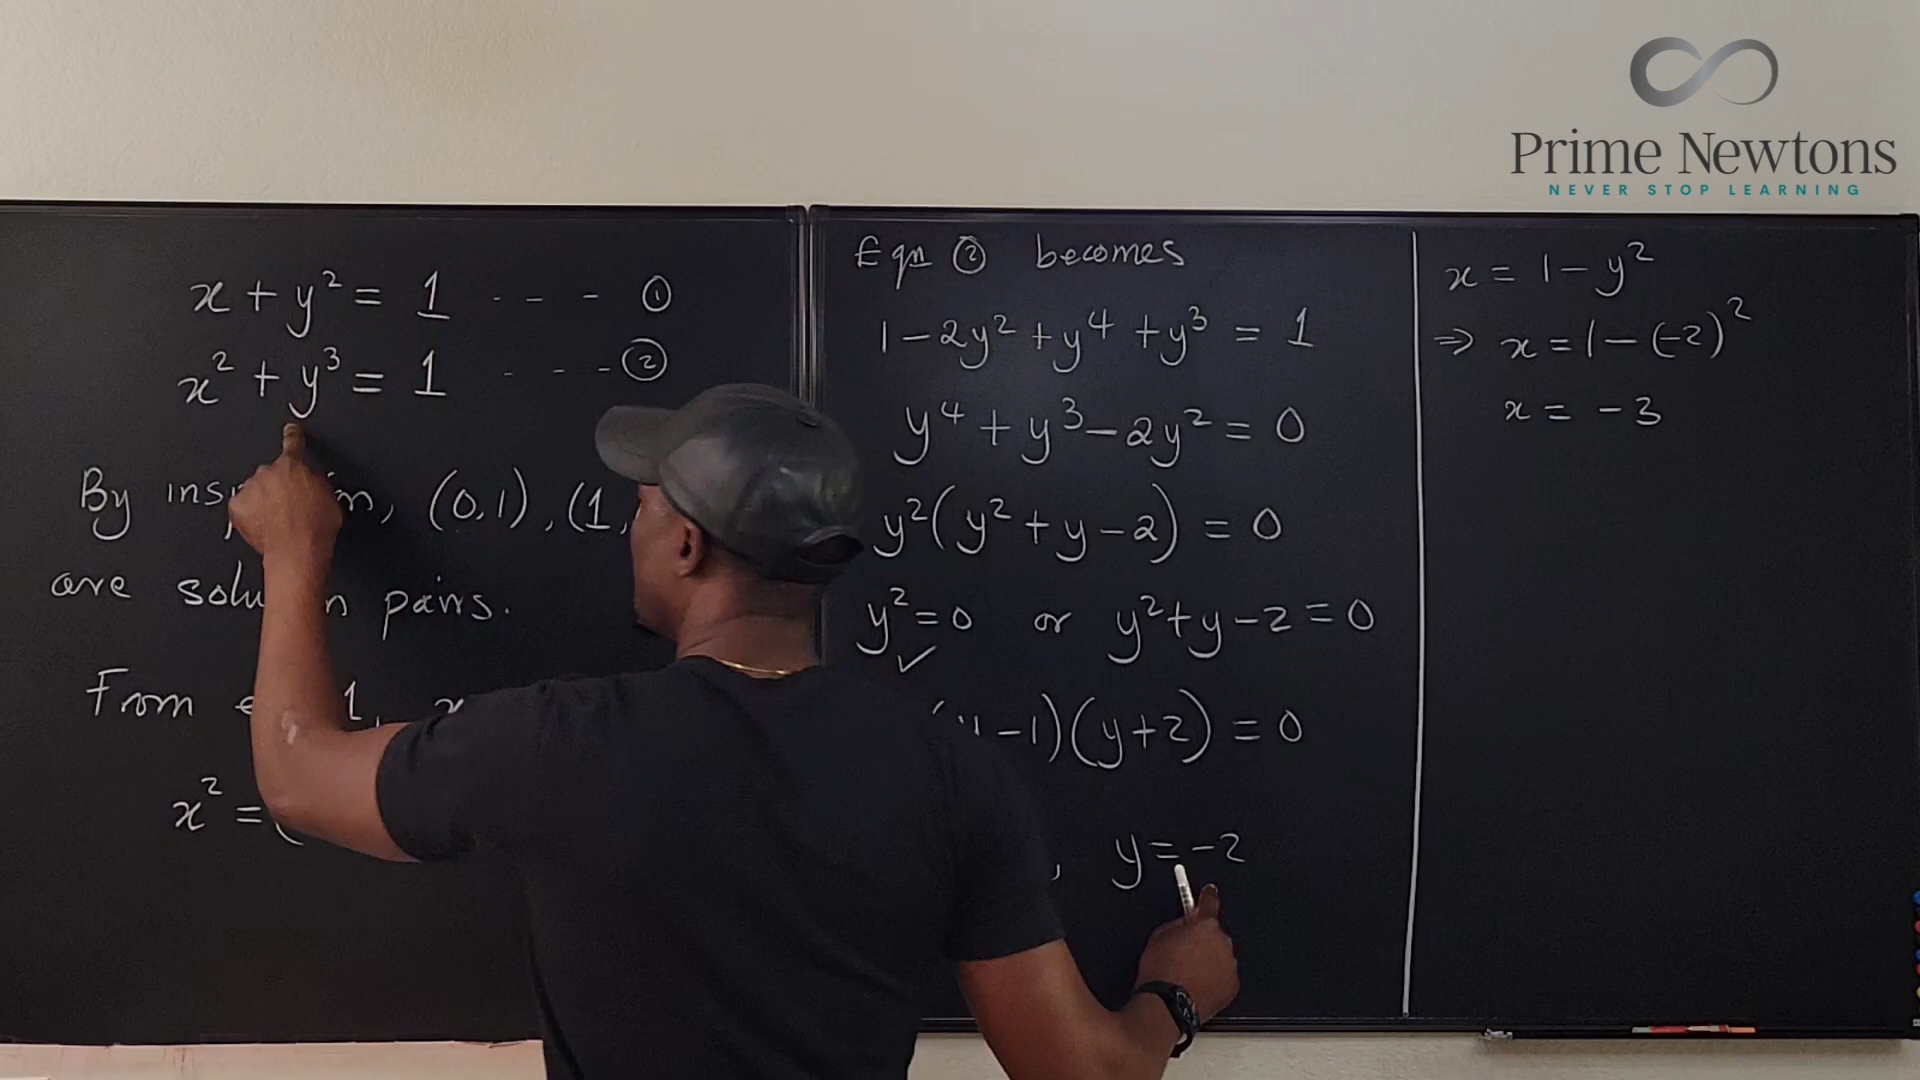 Prime Newtons
NEVER STOP LEARNING
x + y² = 1 - - - ①
x² + y³ = 1 - - - ②
By (0,1), (1,
are pairs.
From 1, x
x² = (
Eqn ② becomes
1 - 2y² + y⁴ + y³ = 1
y⁴ + y³ - 2y² = 0
y²(y² + y - 2) = 0
y² = 0 or y² + y - 2 = 0
✓
- 1)(y + 2) = 0
, y = -2
x = 1 - y²
⇒ x = 1 - (-2)²
x = -3